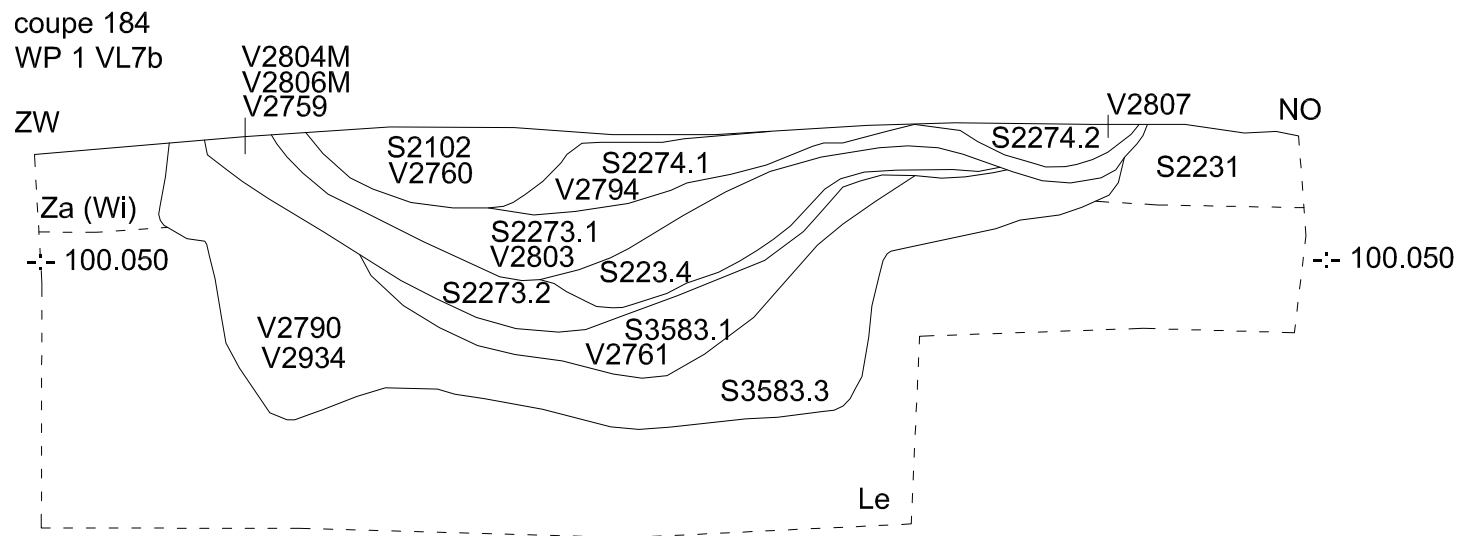 coupe 184
WP 1 VL7b
V2804M
V2806M
V2759
V2807
ZW
NO
S2102
V2760
S2274.1
V2794
S2274.2
S2231
Za (Wi)
S2273.1
V2803
-:- 100.050
S223.4
-:- 100.050
S2273.2
V2790
V2934
S3583.1
V2761
S3583.3
Le